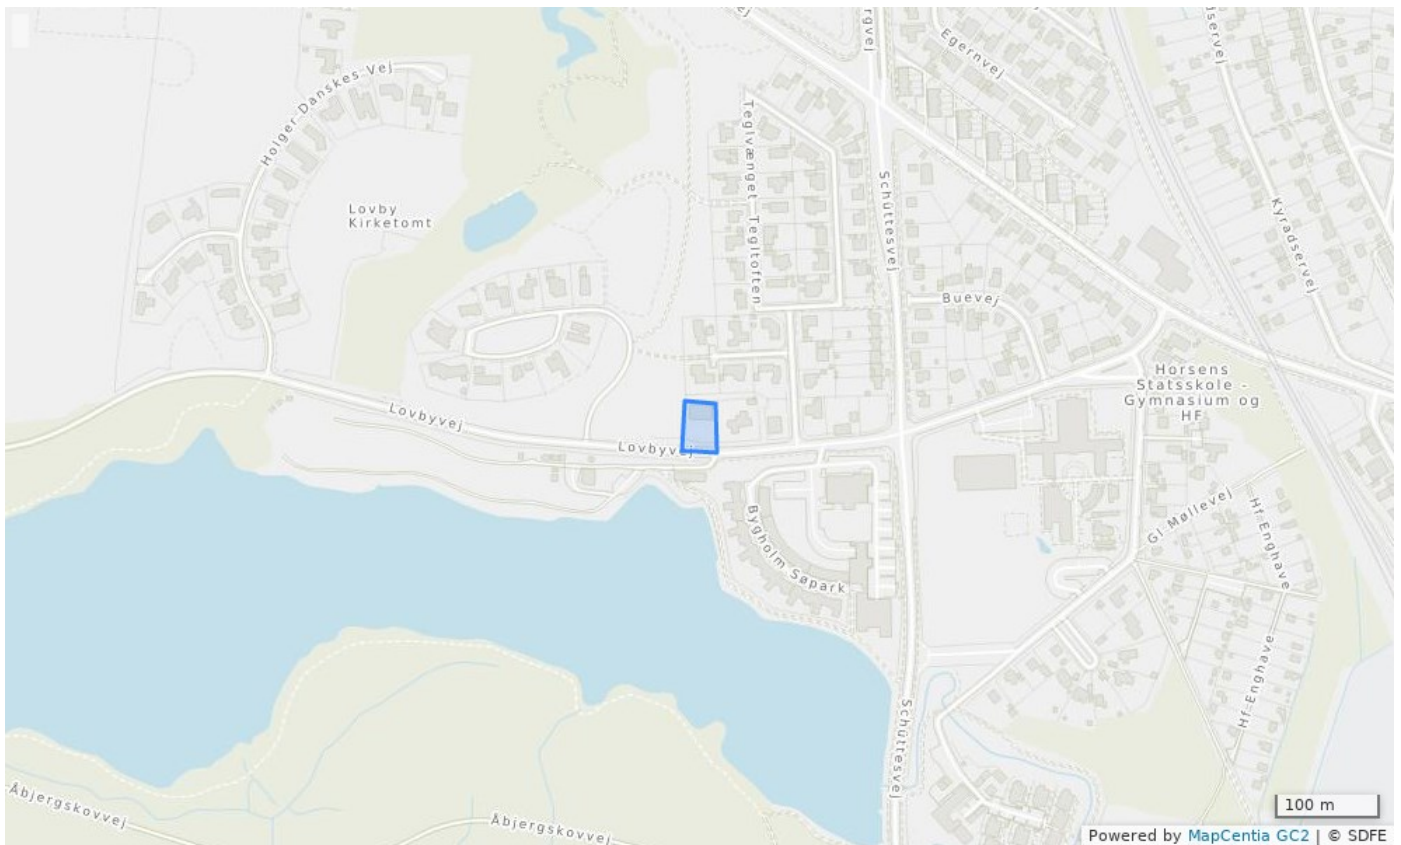 Egernvej
Holger Danskes Vej
Teglvænget
Tegltoften
Schüttesvej
Kyradservej
Lovby
Kirketomt
Buevej
Horsens
Statsskole -
Gymnasium og
HF
Lovbyvej
Lovbyvej
Gl Møllevej
Hf-Enghave
Bygholm Søpark
Hf-Enghave
Schüttesvej
Åbjergskovvej
Åbjergskovvej
100 m
Powered by MapCentia GC2 | © SDFE